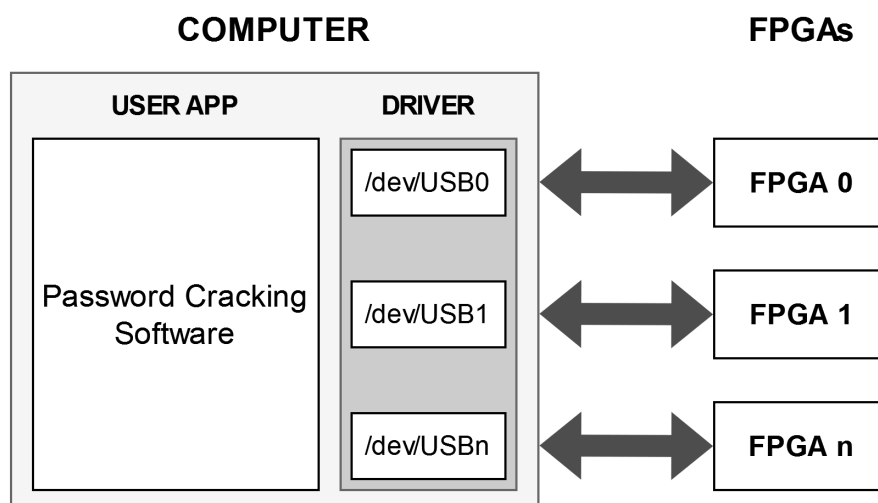 COMPUTER
FPGAs
USER APP
DRIVER
/dev/USB0
FPGA 0
Password Cracking
Software
/dev/USB1
FPGA 1
/dev/USBn
FPGA n